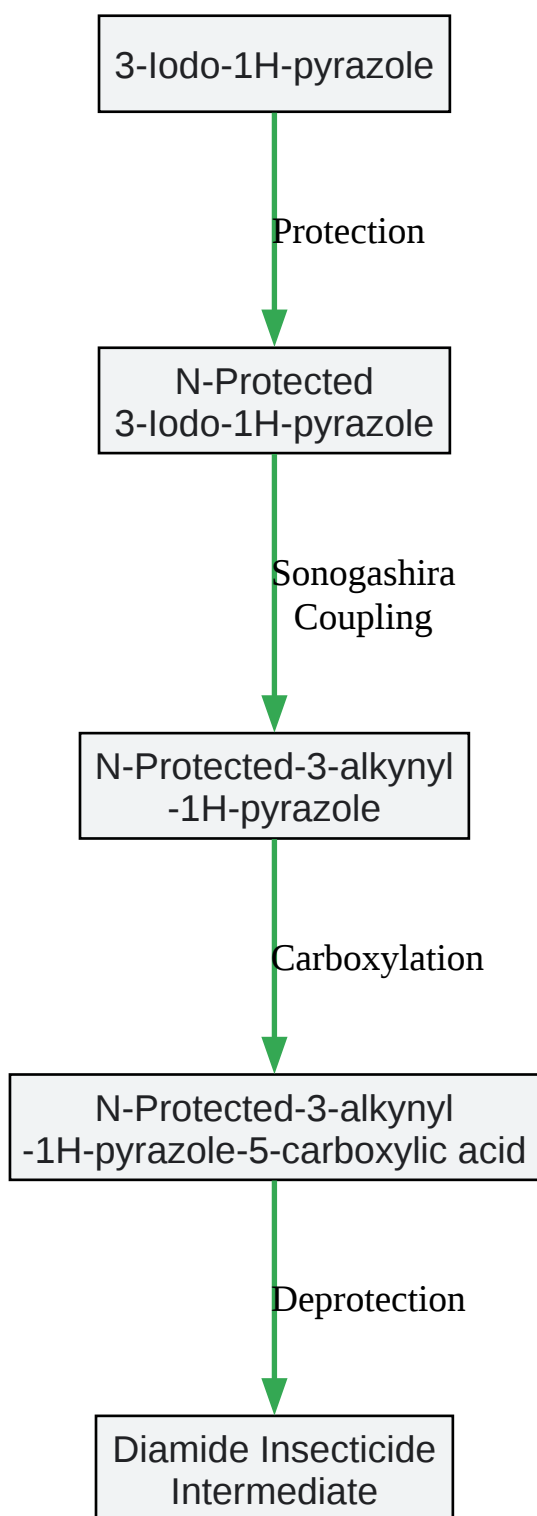 3-Iodo-1H-pyrazole
Protection
N-Protected
3-Iodo-1H-pyrazole
Sonogashira
Coupling
N-Protected-3-alkynyl
-1H-pyrazole
Carboxylation
N-Protected-3-alkynyl
-1H-pyrazole-5-carboxylic acid
Deprotection
Diamide Insecticide
Intermediate